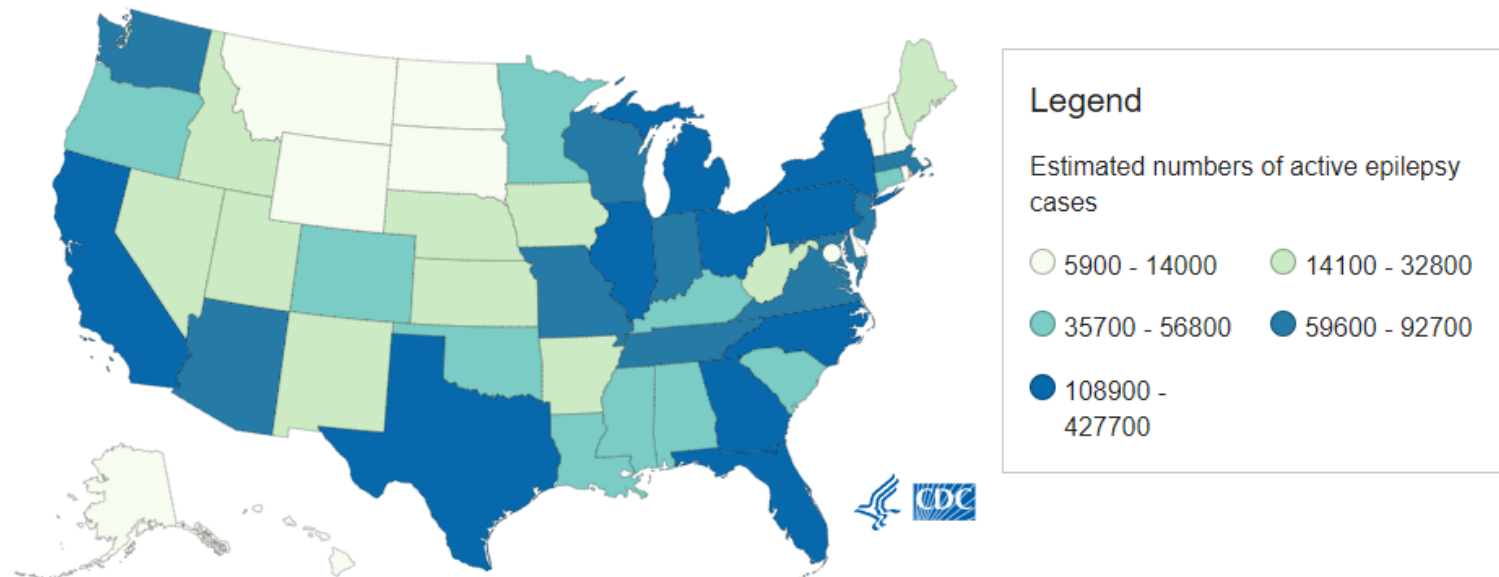 Legend
Estimated numbers of active epilepsy
cases
5900 - 14000
14100 - 32800
35700 - 56800
59600 - 92700
108900 -
427700
CDC